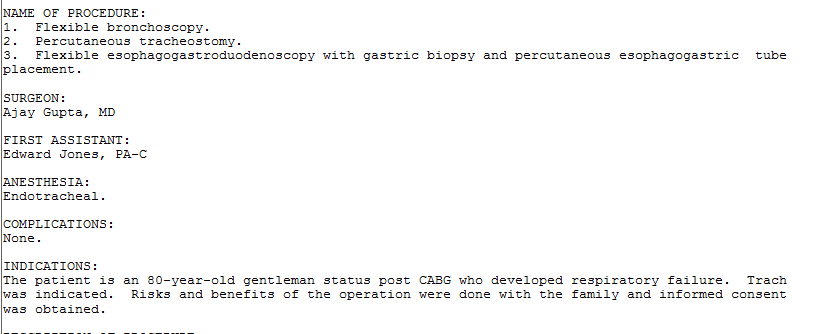 NAME OF PROCEDURE:
1.  Flexible bronchoscopy.
2.  Percutaneous tracheostomy.
3.  Flexible esophagogastroduodenoscopy with gastric biopsy and percutaneous esophagogastric  tube
placement.
SURGEON:
Ajay Gupta, MD
FIRST ASSISTANT:
Edward Jones, PA-C
ANESTHESIA:
Endotracheal.
COMPLICATIONS:
None.
INDICATIONS:
The patient is an 80-year-old gentleman status post CABG who developed respiratory failure.  Trach
was indicated.  Risks and benefits of the operation were done with the family and informed consent
was obtained.